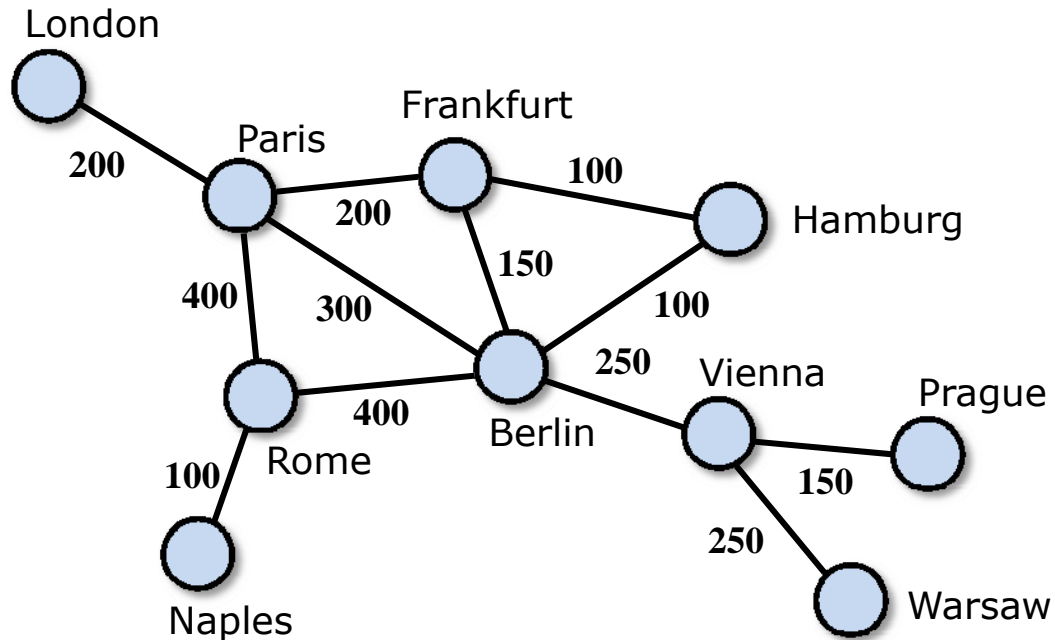 London
Frankfurt
Paris
200
100
200
Hamburg
150
400
300
100
250
Vienna
Prague
400
Berlin
Rome
100
150
250
Naples
Warsaw